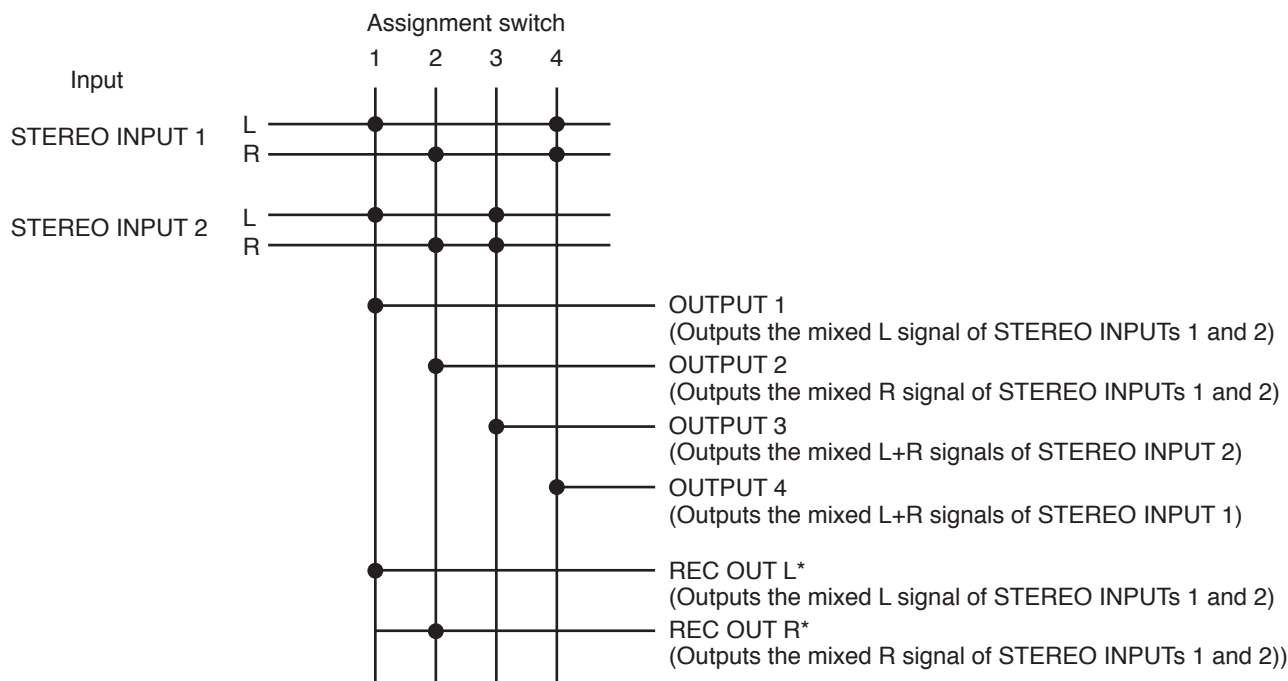 Assignment switch
1 2 3 4
Input
STEREO INPUT 1
L
R
STEREO INPUT 2
L
R
OUTPUT 1
(Outputs the mixed L signal of STEREO INPUTs 1 and 2)
OUTPUT 2
(Outputs the mixed R signal of STEREO INPUTs 1 and 2)
OUTPUT 3
(Outputs the mixed L+R signals of STEREO INPUT 2)
OUTPUT 4
(Outputs the mixed L+R signals of STEREO INPUT 1)
REC OUT L*
(Outputs the mixed L signal of STEREO INPUTs 1 and 2)
REC OUT R*
(Outputs the mixed R signal of STEREO INPUTs 1 and 2))